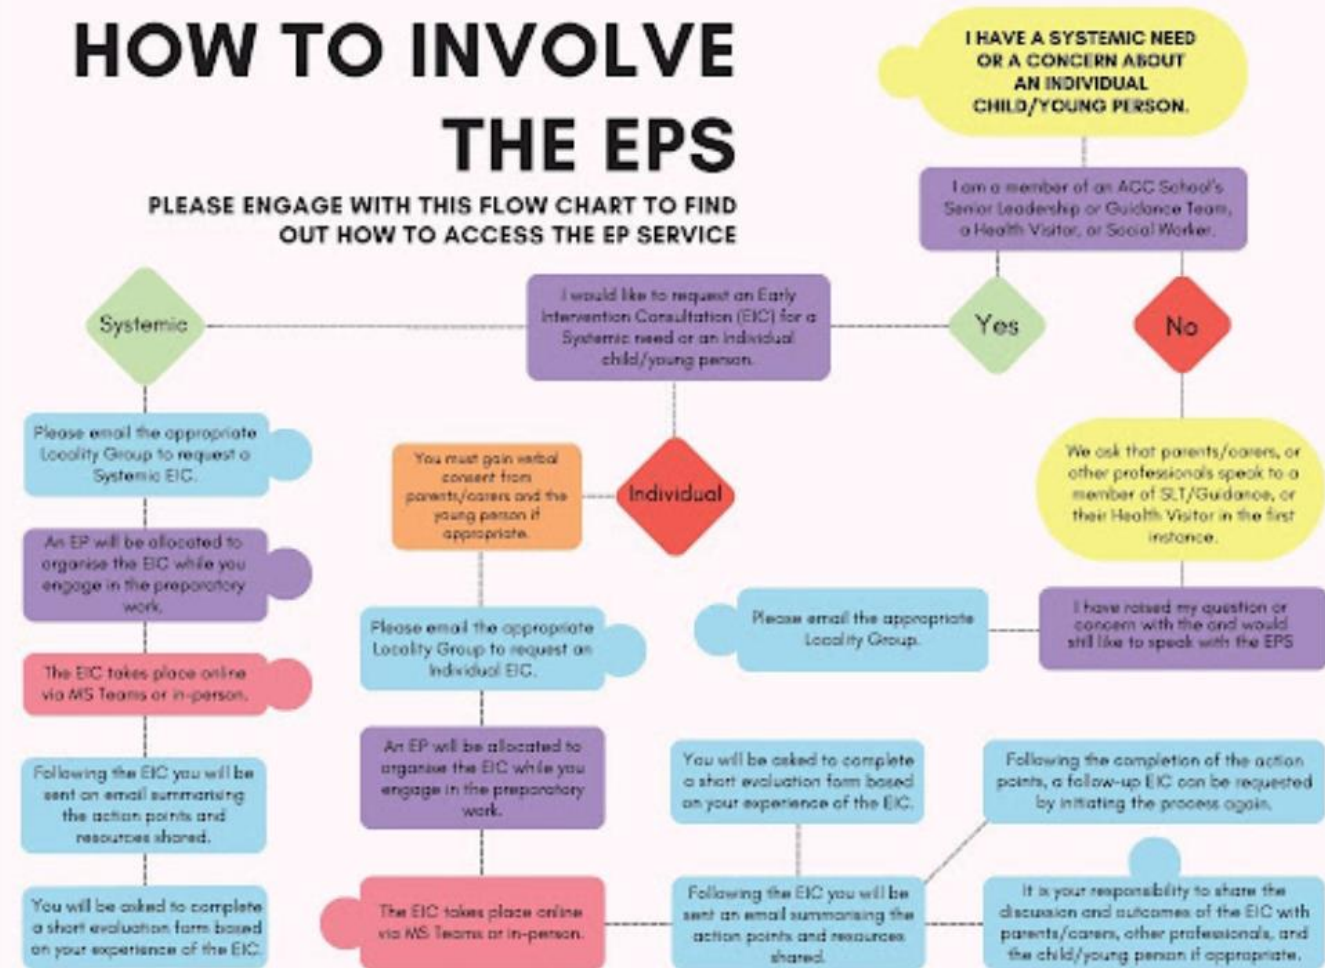 HOW TO INVOLVE
THE EPS
PLEASE ENGAGE WITH THIS FLOW CHART TO FIND
OUT HOW TO ACCESS THE EP SERVICE
I HAVE A SYSTEMIC NEED
OR A CONCERN ABOUT
AN INDIVIDUAL
CHILD/YOUNG PERSON.
I am a member of an ACC School's
Senior Leadership or Guidance Team,
a Health Visitor, or Social Worker.
Yes
No
I would like to request an Early
Intervention Consultation (EIC) for a
Systemic need or an Individual
child/young person.
Systemic
Please email the appropriate
Locality Group to request a
Systemic EIC.
An EP will be allocated to
organise the EIC while you
engage in the preparatory
work.
The EIC takes place online
via MS Teams or in-person.
Following the EIC you will be
sent an email summarising
the action points and
resources shared.
You will be asked to complete
a short evaluation form based
on your experience of the EIC.
Individual
You must gain verbal
consent from
parents/carers and the
young person if
appropriate.
Please email the appropriate
Locality Group to request an
Individual EIC.
An EP will be allocated to
organise the EIC while you
engage in the preparatory
work.
The EIC takes place online
via MS Teams or in-person.
Following the EIC you will be
sent an email summarising the
action points and resources
shared.
You will be asked to complete
a short evaluation form based
on your experience of the EIC.
Following the completion of the action
points, a follow-up EIC can be requested
by initiating the process again.
It is your responsibility to share the
discussion and outcomes of the EIC with
parents/carers, other professionals, and
the child/young person if appropriate.
We ask that parents/carers, or
other professionals speak to a
member of SLT/Guidance, or
their Health Visitor in the first
instance.
I have raised my question or
concern with the and would
still like to speak with the EPS
Please email the appropriate
Locality Group.